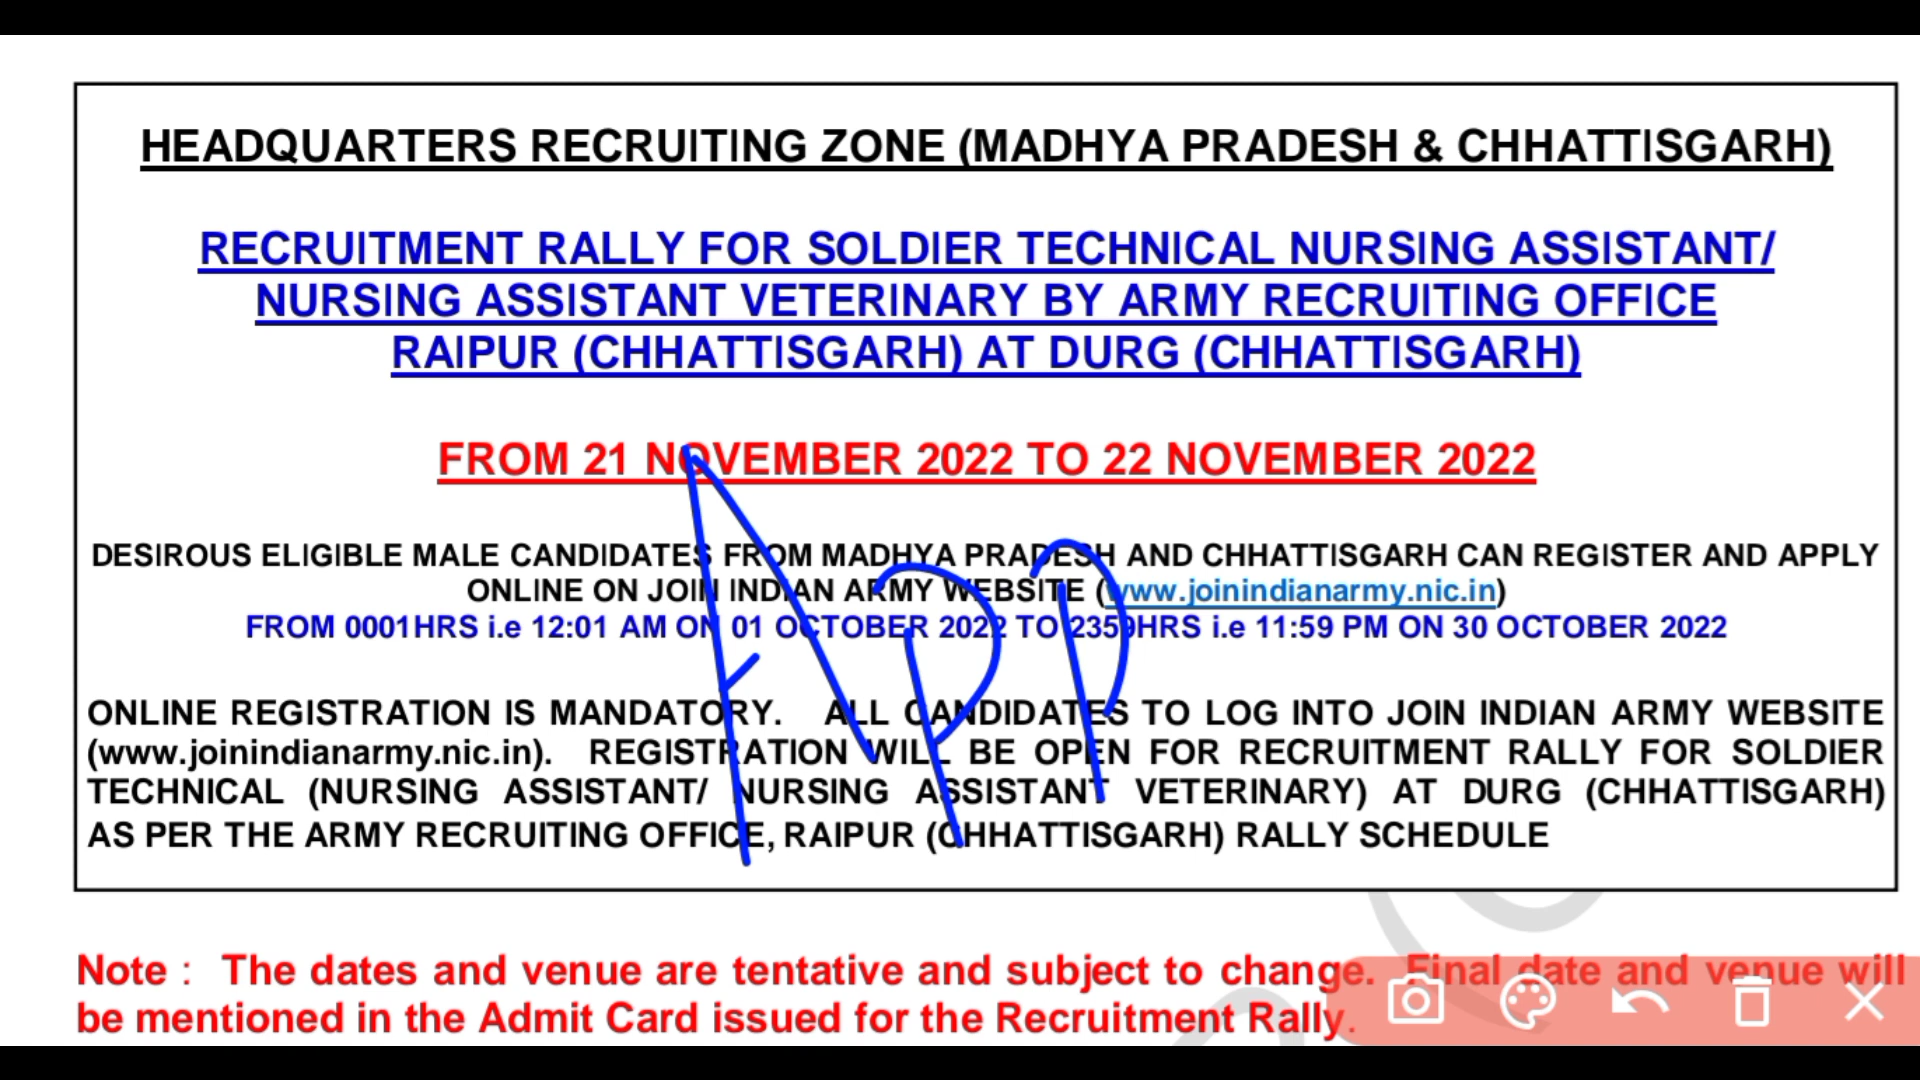 HEADQUARTERS RECRUITING ZONE (MADHYA PRADESH & CHHATTISGARH)
RECRUITMENT RALLY FOR SOLDIER TECHNICAL NURSING ASSISTANT/
NURSING ASSISTANT VETERINARY BY ARMY RECRUITING OFFICE
RAIPUR (CHHATTISGARH) AT DURG (CHHATTISGARH)
FROM 21 NOVEMBER 2022 TO 22 NOVEMBER 2022
DESIROUS ELIGIBLE MALE CANDIDATES FROM MADHYA PRADESH AND CHHATTISGARH CAN REGISTER AND APPLY
ONLINE ON JOIN INDIAN ARMY WEBSITE (www.joinindianarmy.nic.in)
FROM 0001HRS i.e 12:01 AM ON 01 OCTOBER 2022 TO 2359HRS i.e 11:59 PM ON 30 OCTOBER 2022
APP
ONLINE REGISTRATION IS MANDATORY. ALL CANDIDATES TO LOG INTO JOIN INDIAN ARMY WEBSITE
(www.joinindianarmy.nic.in). REGISTRATION WILL BE OPEN FOR RECRUITMENT RALLY FOR SOLDIER
TECHNICAL (NURSING ASSISTANT/ NURSING ASSISTANT VETERINARY) AT DURG (CHHATTISGARH)
AS PER THE ARMY RECRUITING OFFICE, RAIPUR (CHHATTISGARH) RALLY SCHEDULE
Note : The dates and venue are tentative and subject to change. Final date and venue will
be mentioned in the Admit Card issued for the Recruitment Rally.